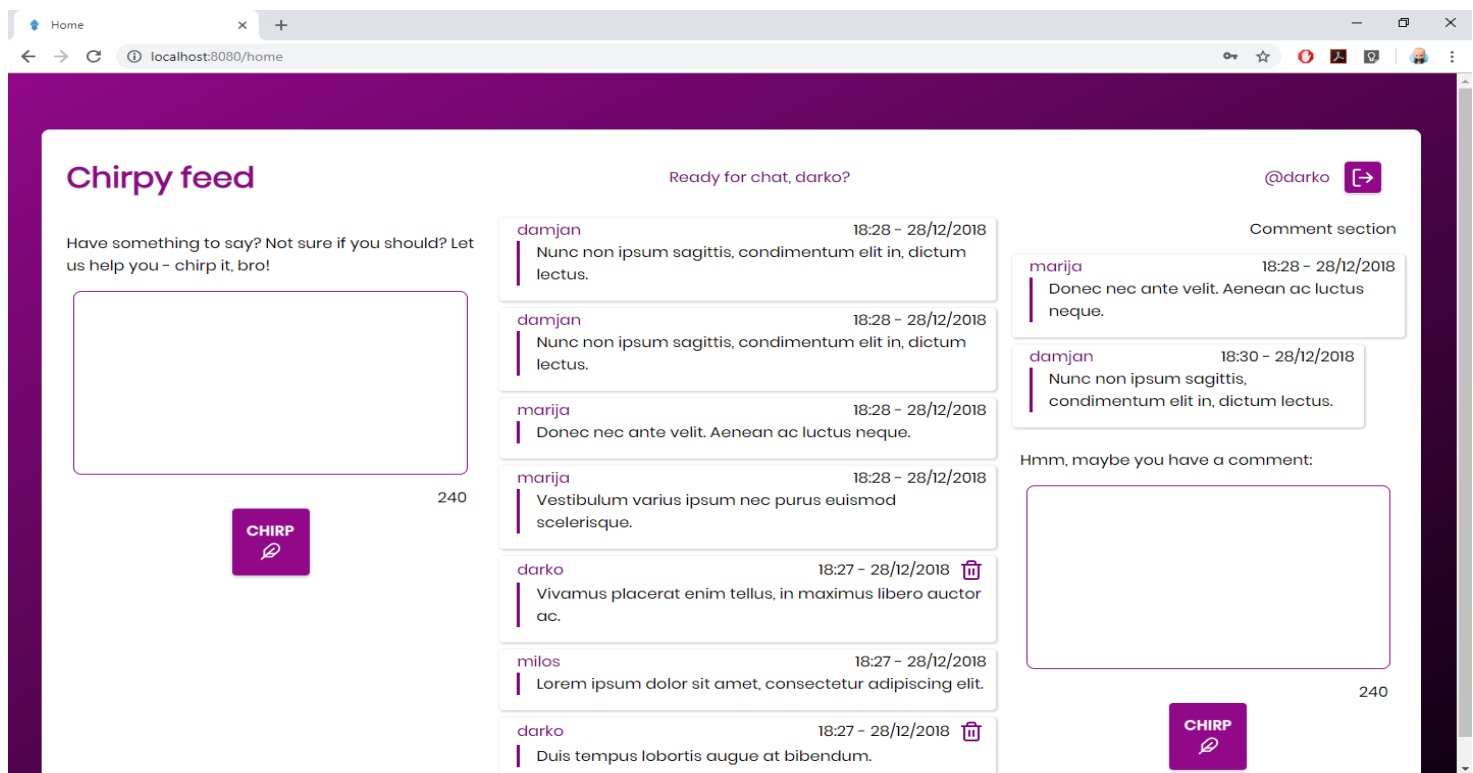 Home
localhost:8080/home
Chirpy feed
Ready for chat, darko?
@darko
Have something to say? Not sure if you should? Let
us help you - chirp it, bro!
240
CHIRP
damjan
18:28 - 28/12/2018
Nunc non ipsum sagittis, condimentum elit in, dictum
lectus.
damjan
18:28 - 28/12/2018
Nunc non ipsum sagittis, condimentum elit in, dictum
lectus.
marija
18:28 - 28/12/2018
Donec nec ante velit. Aenean ac luctus neque.
marija
18:28 - 28/12/2018
Vestibulum varius ipsum nec purus euismod
scelerisque.
darko
18:27 - 28/12/2018
Vivamus placerat enim tellus, in maximus libero auctor
ac.
milos
18:27 - 28/12/2018
Lorem ipsum dolor sit amet, consectetur adipiscing elit.
darko
18:27 - 28/12/2018
Duis tempus lobortis augue at bibendum.
Comment section
marija
18:28 - 28/12/2018
Donec nec ante velit. Aenean ac luctus
neque.
damjan
18:30 - 28/12/2018
Nunc non ipsum sagittis,
condimentum elit in, dictum lectus.
Hmm, maybe you have a comment:
240
CHIRP